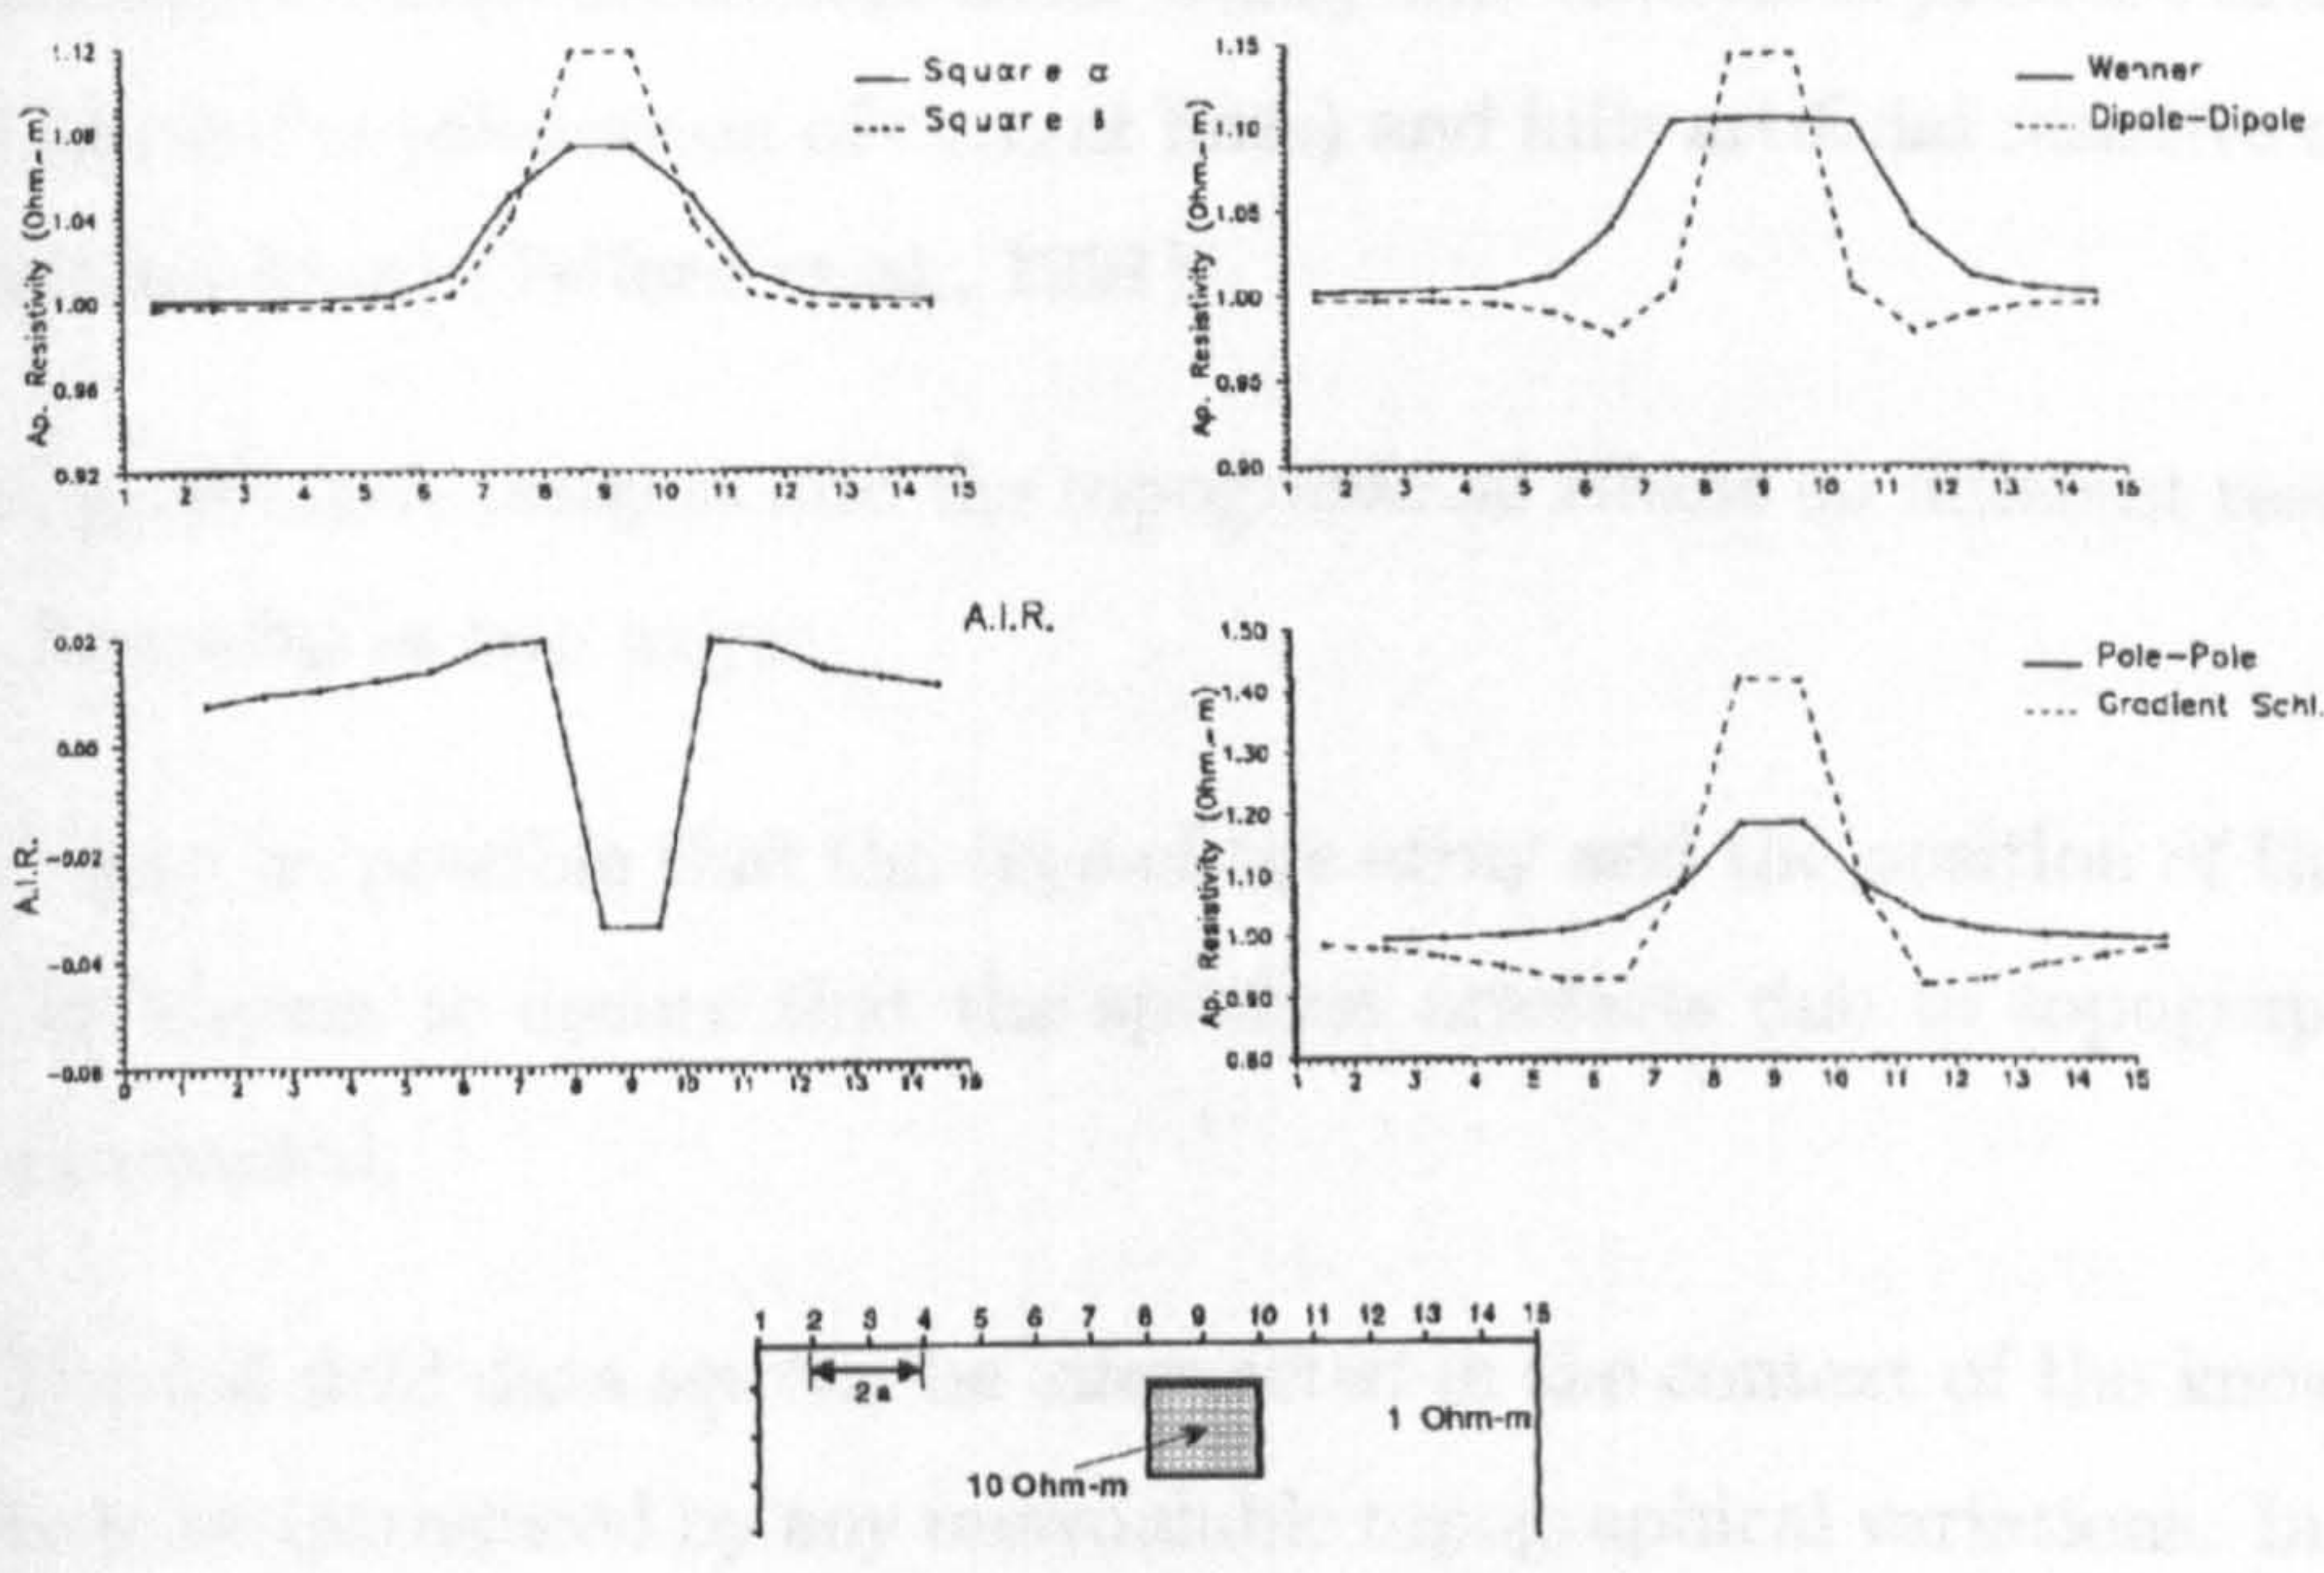 Square α
Square
Ap. Resistivity (Ohm.-m)
1.12
1.08
1.04
1.00
0.96
0.92
1 2 3 4 5 6 7 8 9 10 11 12 13 14 15
Wenner
Dipole-Dipole
Ap. Resistivity (Ohm.-m)
1.15
1.10
1.05
1.00
0.95
0.90
1 2 3 4 5 6 7 8 9 10 11 12 13 14 15
A.I.R.
A.I.R.
0.02
0.00
-0.02
-0.04
0 1 2 3 4 5 6 7 8 9 10 11 12 13 14 15
Pole-Pole
Gradient Schl.
Ap. Resistivity (Ohm.-m)
1.50
1.40
1.30
1.20
1.10
1.00
0.90
0.80
1 2 3 4 5 6 7 8 9 10 11 12 13 14 15
1 2 3 4 5 6 7 8 9 10 11 12 13 14 15
2a
1 Ohm-m
10 Ohm-m